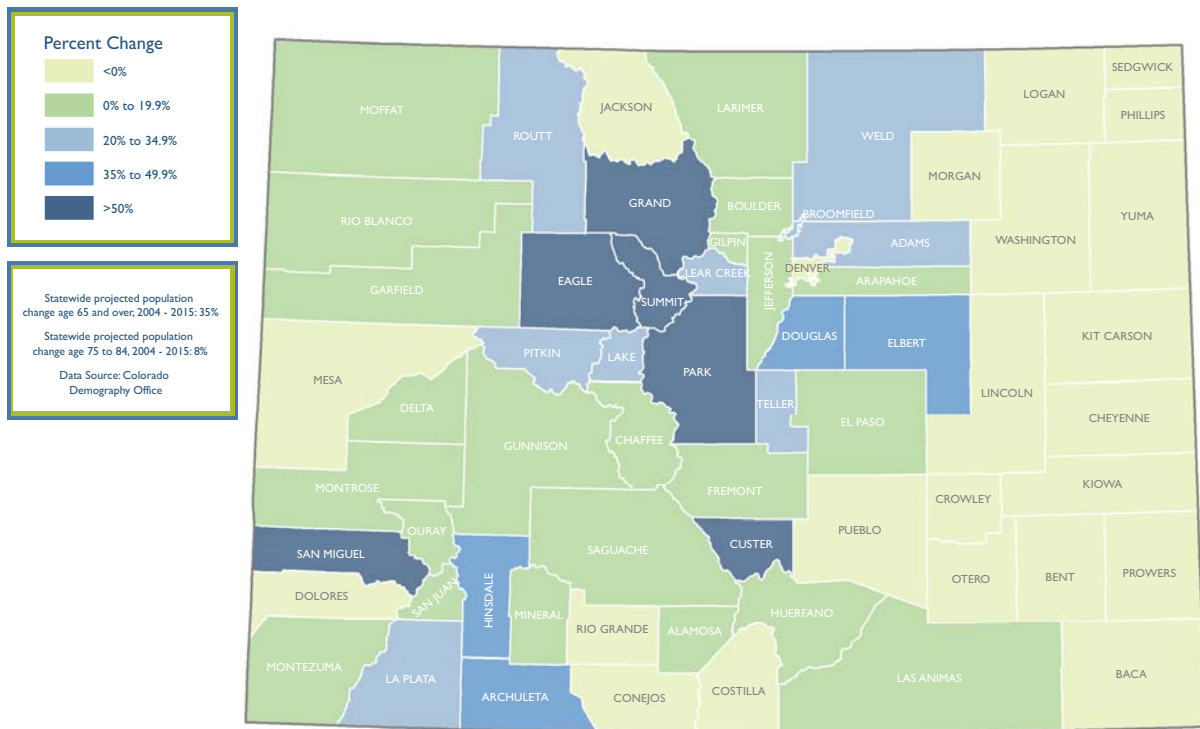 Percent Change
<0%
0% to 19.9%
20% to 34.9%
35% to 49.9%
>50%
Statewide projected population
change age 65 and over, 2004 - 2015: 35%
Statewide projected population
change age 75 to 84, 2004 - 2015: 8%
Data Source: Colorado
Demography Office
MOFFAT
ROUTT
JACKSON
LARIMER
WELD
LOGAN
SEDGWICK
PHILLIPS
MORGAN
RIO BLANCO
GRAND
BOULDER
BROOMFIELD
YUMA
WASHINGTON
GILPIN
ADAMS
CLEAR CREEK
DENVER
ARAPAHOE
JEFFERSON
GARFIELD
EAGLE
SUMMIT
KIT CARSON
DOUGLAS
ELBERT
PITKIN
LAKE
PARK
MESA
LINCOLN
TELLER
DELTA
CHEYENNE
EL PASO
CHAFFEE
GUNNISON
KIOWA
MONTROSE
FREMONT
CROWLEY
OURAY
PUEBLO
SAN MIGUEL
SAGUACHE
CUSTER
PROWERS
BENT
OTERO
DOLORES
SAN JUAN
HINSDALE
MINERAL
HUERFANO
RIO GRANDE
ALAMOSA
MONTEZUMA
LA PLATA
LAS ANIMAS
BACA
ARCHULETA
CONEJOS
COSTILLA